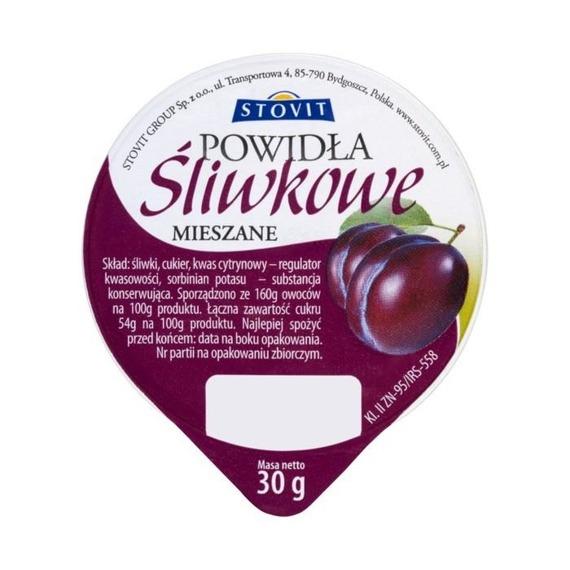 STOVIT GROUP Sp. z o.o., ul. Transportowa 4, 85-790 Bydgoszcz, Polska. www.stovit.com.pl
STOVIT
POWIDŁA
Śliwkowe
MIESZANE
Skład: śliwki, cukier, kwas cytrynowy – regulator
kwasowości, sorbinian potasu – substancja
konserwująca. Sporządzono ze 160g owoców
na 100g produktu. Łączna zawartość cukru
54g na 100g produktu. Najlepiej spożyć
przed końcem: data na boku opakowania.
Nr partii na opakowaniu zbiorczym.
Kl. II ZN-95/IRS-558
Masa netto
30 g